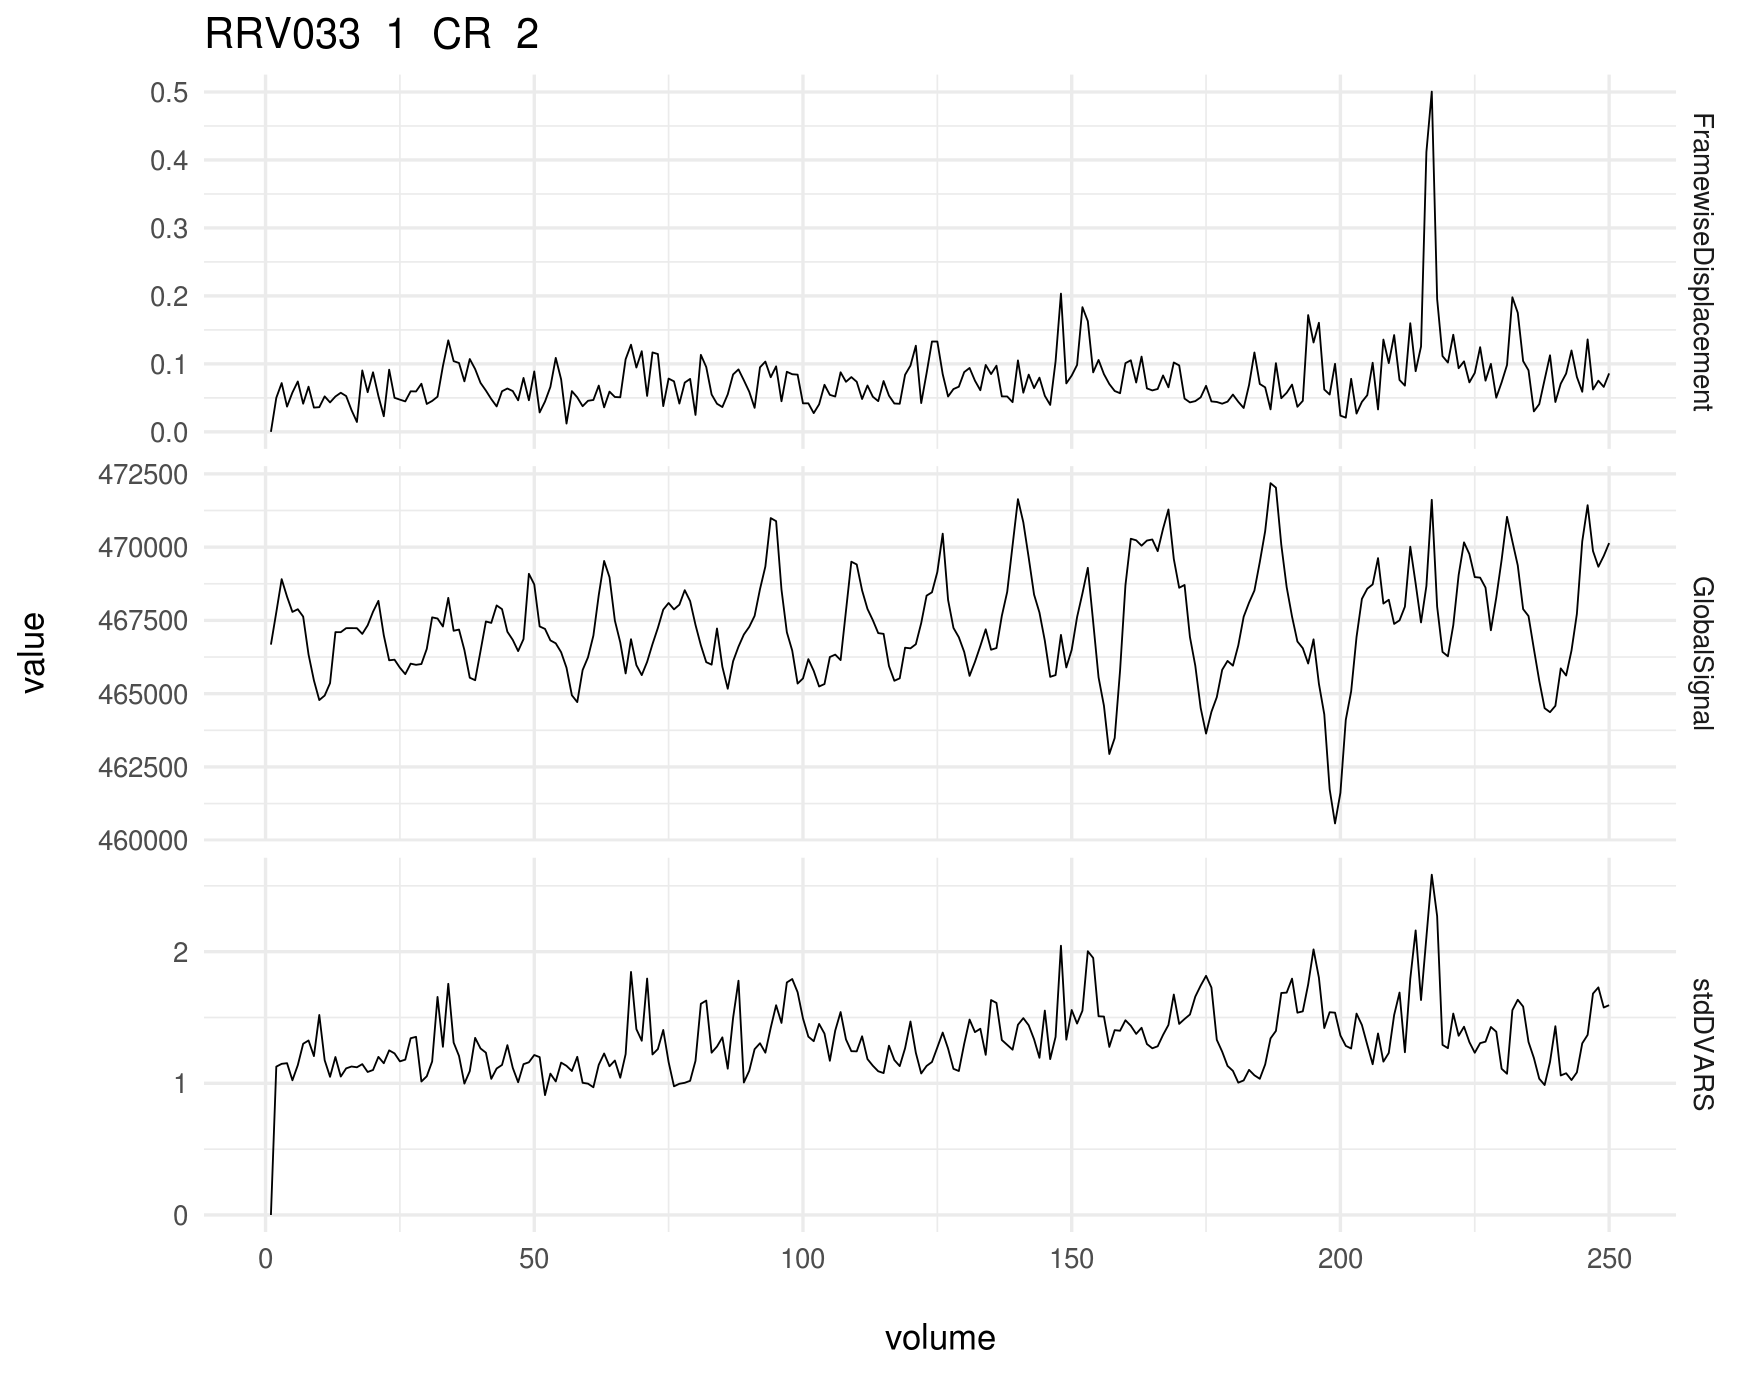 RRV033 1 CR 2
0.5
0.4
0.3
0.2
0.1
0.0
FramewiseDisplacement
472500
470000
467500
465000
462500
460000
GlobalSignal
2
1
0
stdDVARS
value
0 50 100 150 200 250
volume